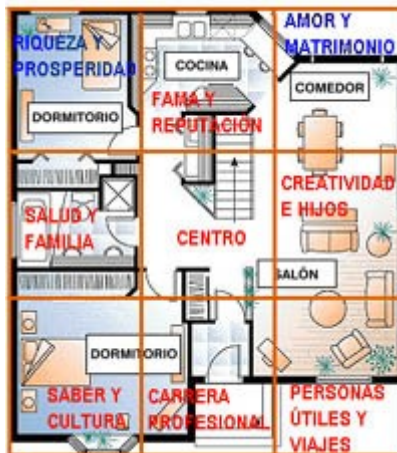 RIQUEZA Y
PROSPERIDAD
DORMITORIO
COCINA
FAMA Y
REPUTACIÓN
AMOR Y
MATRIMONIO
COMEDOR
SALUD Y
FAMILIA
CENTRO
CREATIVIDAD
E HIJOS
SALÓN
DORMITORIO
SABER Y
CULTURA
CARRERA
PROFESIONAL
PERSONAS
ÚTILES Y
VIAJES